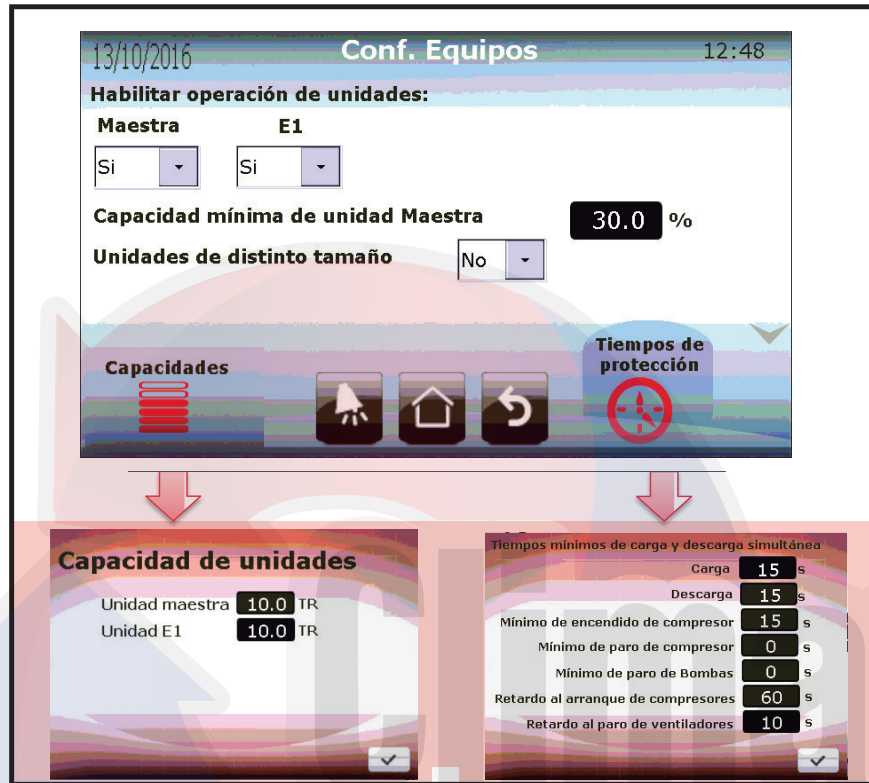 13/10/2016 Conf. Equipos 12:48
Habilitar operación de unidades:
Maestra E1
Si Si
Capacidad mínima de unidad Maestra 30.0 %
Unidades de distinto tamaño No
Capacidades
Tiempos de
protección
Capacidad de unidades
Unidad maestra 10.0 TR
Unidad E1 10.0 TR
Tiempos mínimos de carga y descarga simultánea
Carga 15 s
Descarga 15 s
Mínimo de encendido de compresor 15 s
Mínimo de paro de compresor 0 s
Mínimo de paro de Bombas 0 s
Retardo al arranque de compresores 60 s
Retardo al paro de ventiladores 10 s